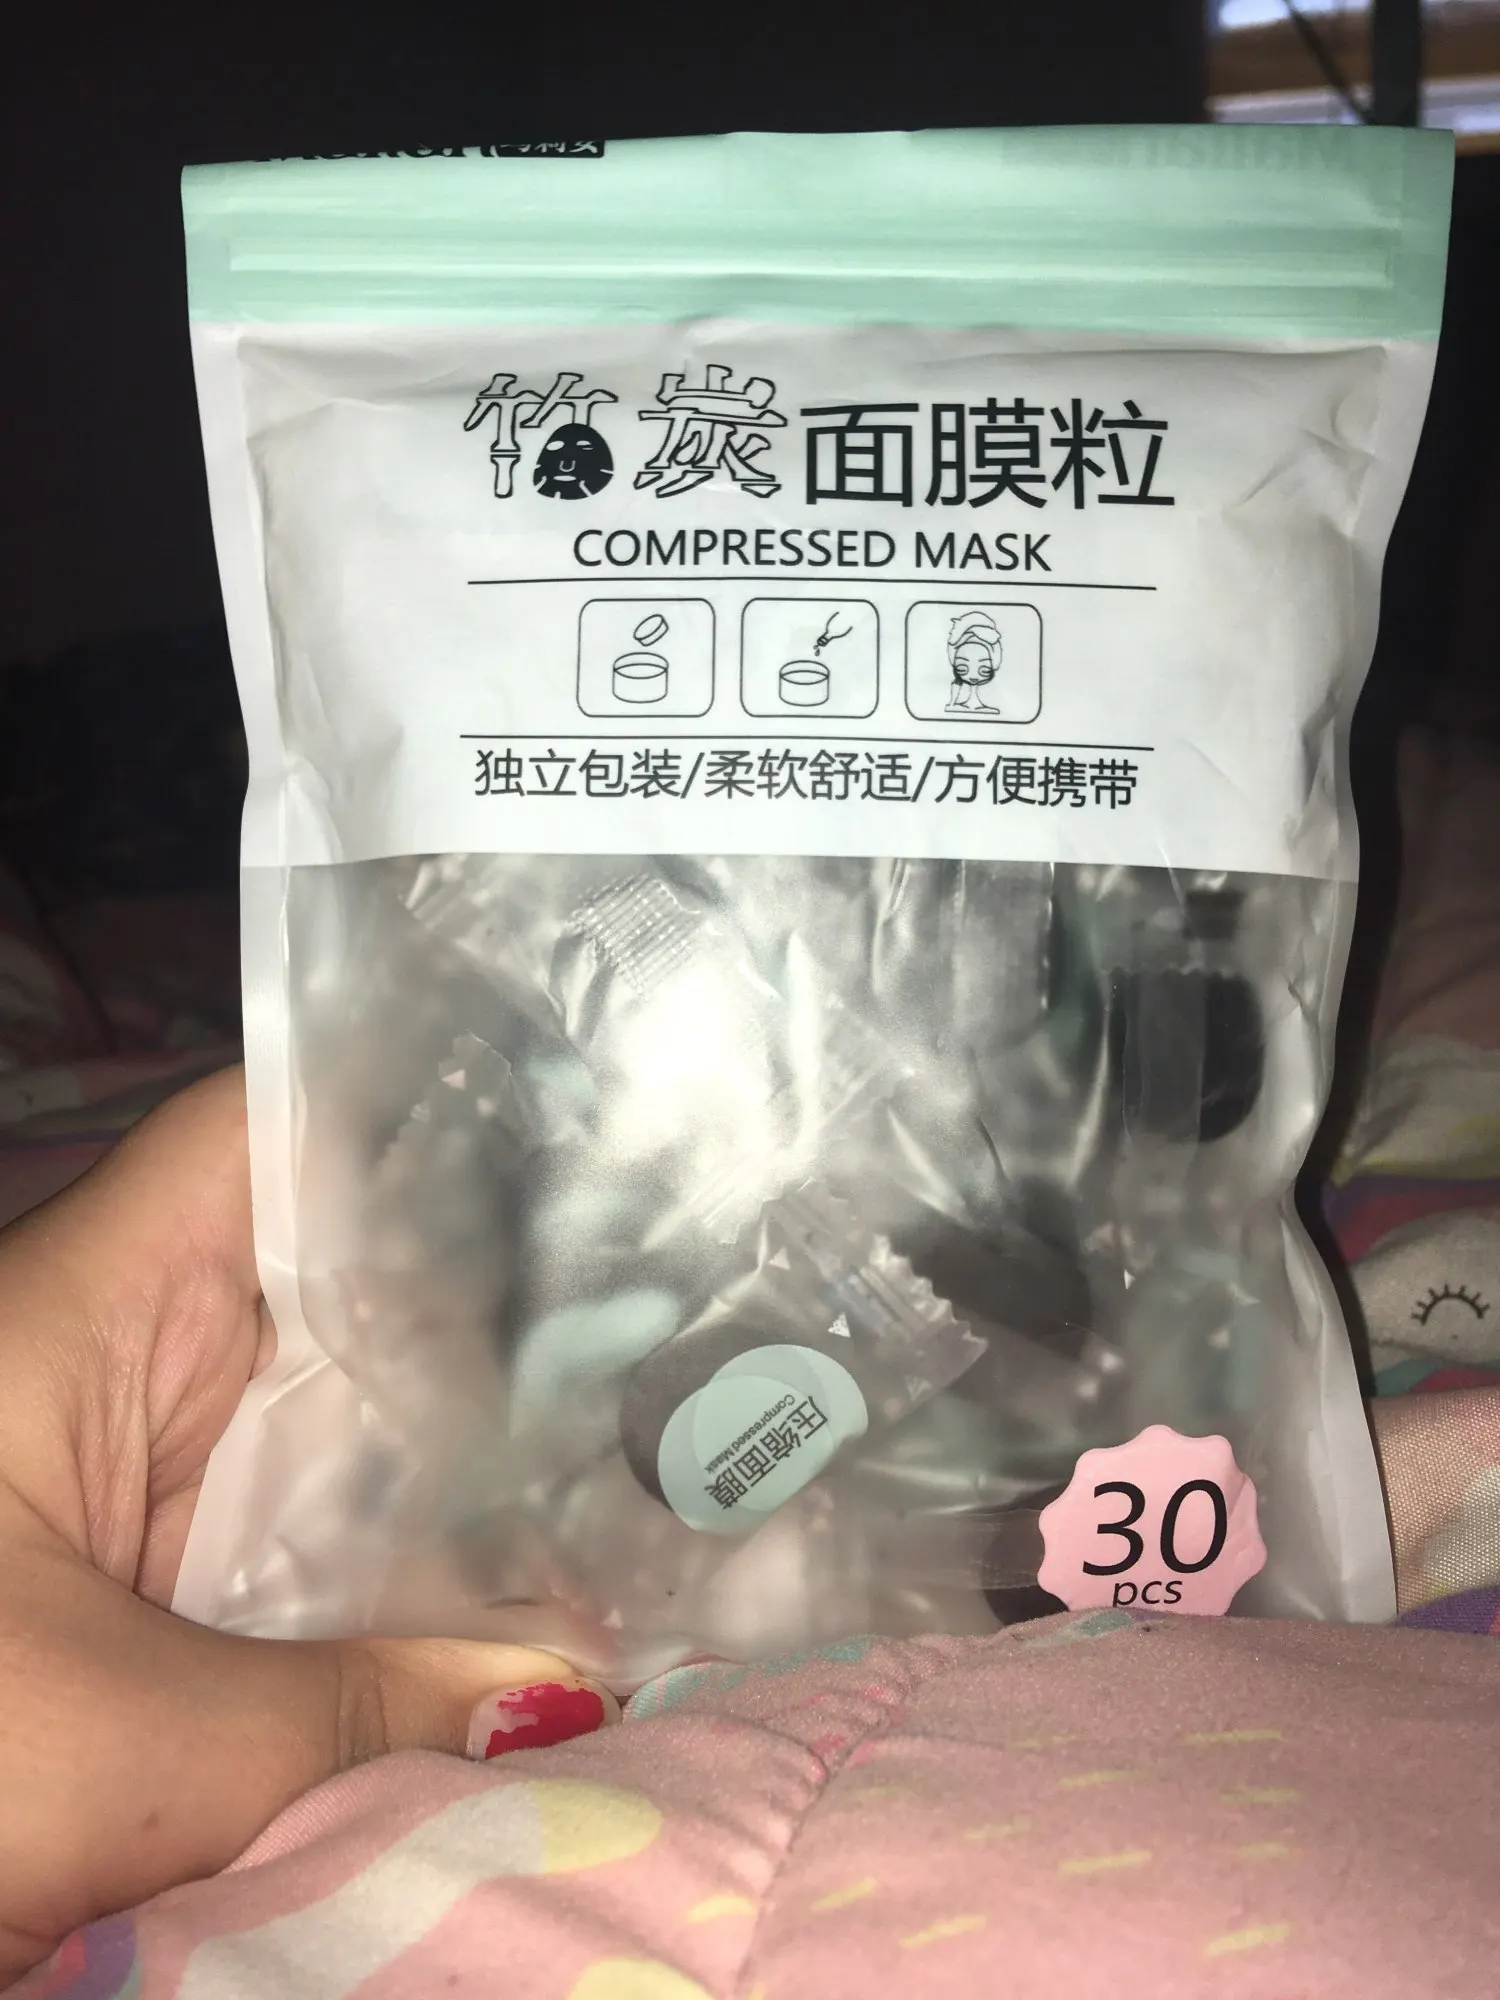 竹炭面膜粒
COMPRESSED MASK
独立包装/柔软舒适/方便携带
压缩面膜
Compressed Mask
30
pcs